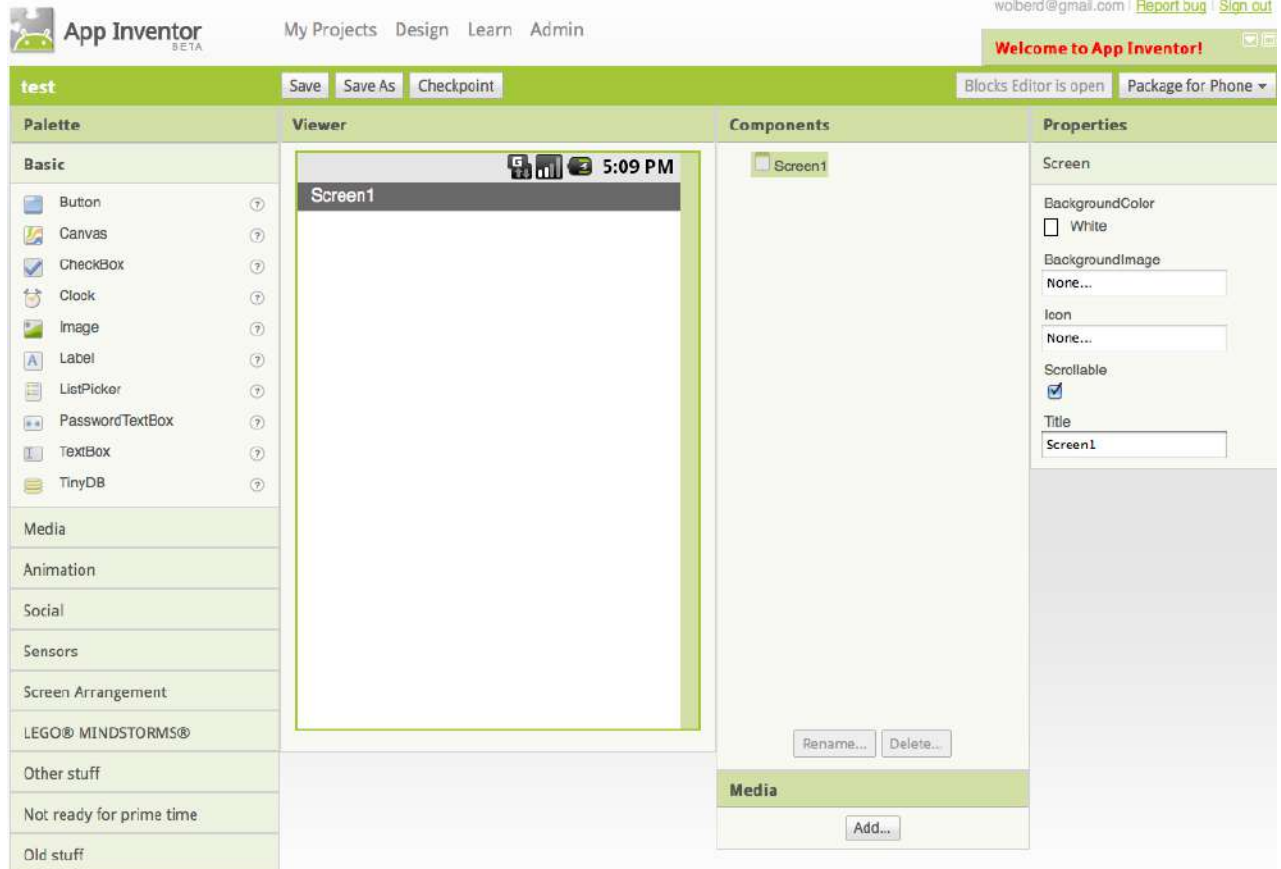 wolberd@gmail.com | Report bug | Sign out
App Inventor
BETA
My Projects Design Learn Admin
Welcome to App Inventor!
test
Save Save As Checkpoint
Blocks Editor is open Package for Phone
Palette
Basic
Button ?
Canvas ?
CheckBox ?
Clock ?
Image ?
A Label ?
ListPicker ?
PasswordTextBox ?
TextBox ?
TinyDB ?
Media
Animation
Social
Sensors
Screen Arrangement
LEGO® MINDSTORMS®
Other stuff
Not ready for prime time
Old stuff
Viewer
G 5:09 PM
Screen1
Components
Screen1
Rename... Delete...
Media
Add...
Properties
Screen
BackgroundColor
White
BackgroundImage
None...
Icon
None...
Scrollable
Title
Screen1